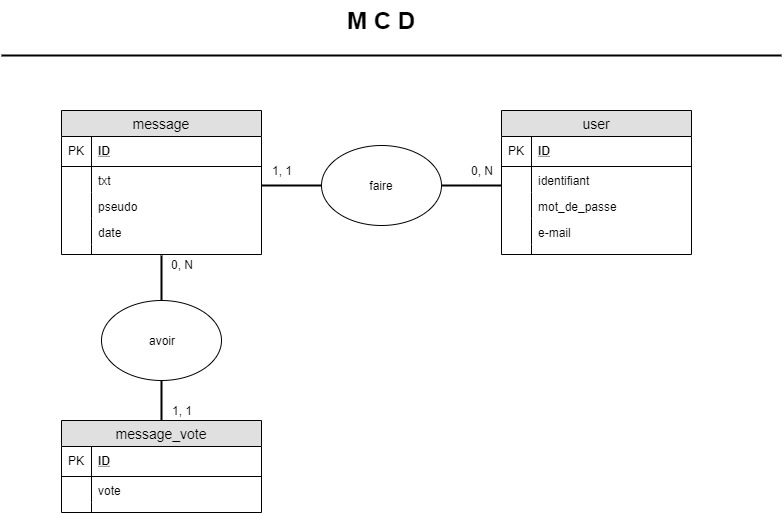 M C D
message
PK ID
txt
pseudo
date
1, 1
faire
0, N
user
PK ID
identifiant
mot_de_passe
e-mail
0, N
avoir
1, 1
message_vote
PK ID
vote